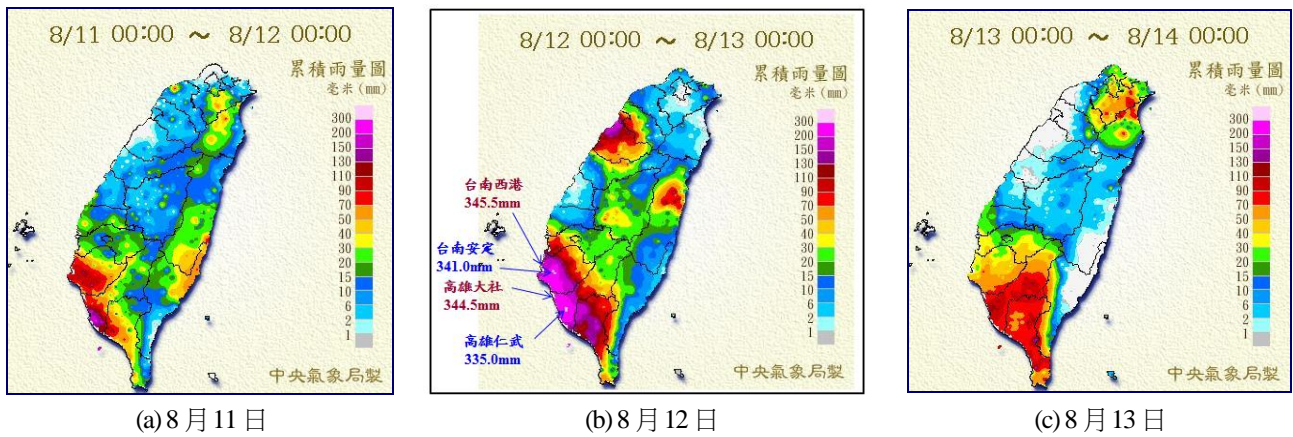 8/11 00:00 ～ 8/12 00:00
累積雨量圖
毫米(mm)
300
200
150
130
110
90
70
50
40
30
20
15
10
6
2
1
中央氣象局製
(a) 8 月 11 日
8/12 00:00 ～ 8/13 00:00
累積雨量圖
毫米(mm)
300
200
150
130
110
90
70
50
40
30
20
15
10
6
2
1
台南西港
345.5mm
台南安定
341.0mm
高雄大社
344.5mm
高雄仁武
335.0mm
中央氣象局製
(b) 8 月 12 日
8/13 00:00 ～ 8/14 00:00
累積雨量圖
毫米(mm)
300
200
150
130
110
90
70
50
40
30
20
15
10
6
2
1
中央氣象局製
(c) 8 月 13 日